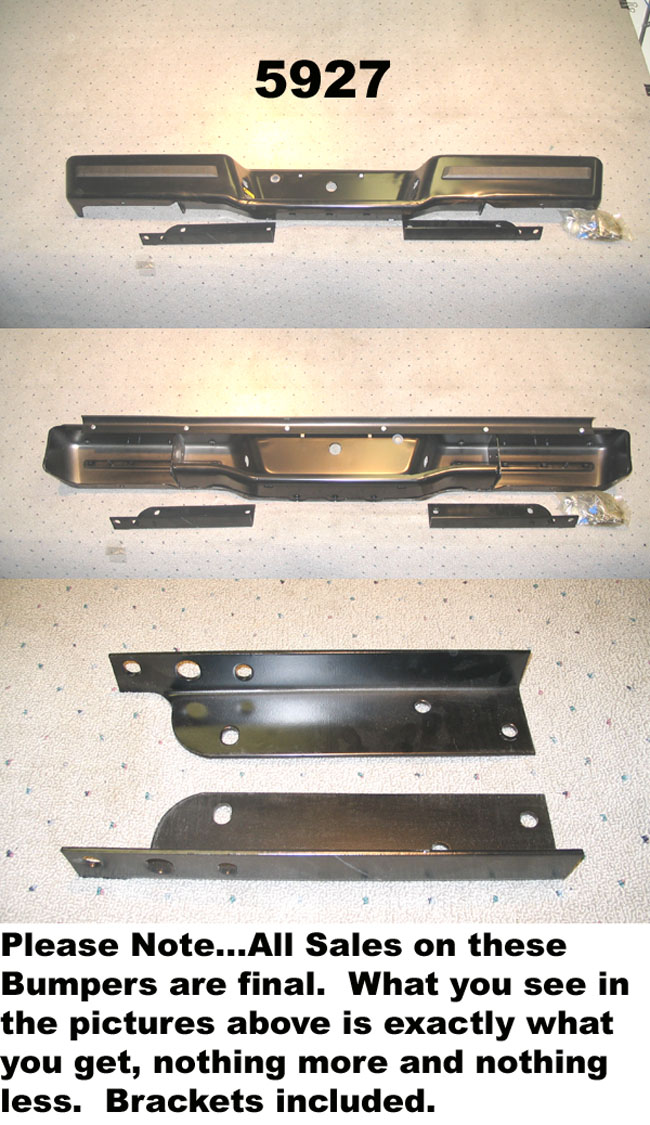 5927
Please Note...All Sales on these
Bumpers are final.  What you see in
the pictures above is exactly what
you get, nothing more and nothing
less.  Brackets included.